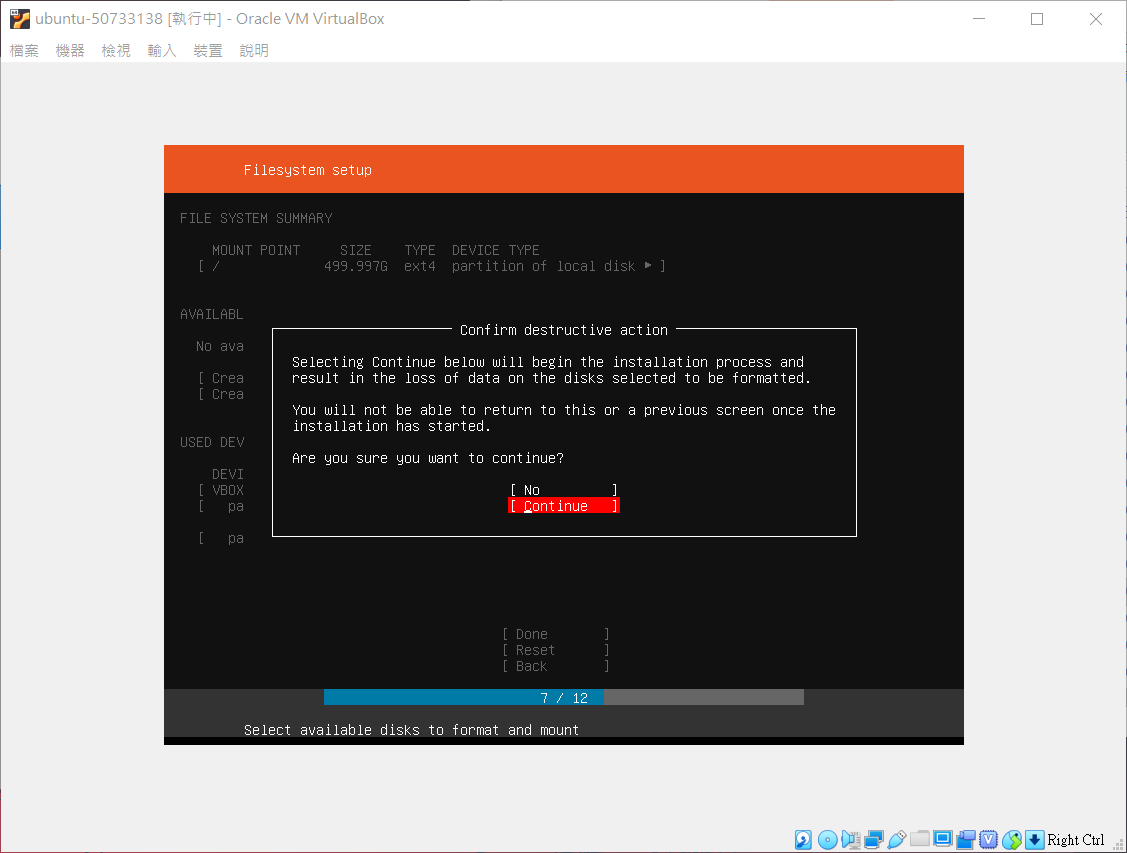 ubuntu-50733138 [執行中] - Oracle VM VirtualBox
檔案 機器 檢視 輸入 裝置 說明
Filesystem setup
FILE SYSTEM SUMMARY
MOUNT POINT SIZE TYPE DEVICE TYPE
[ / 499.997G ext4 partition of local disk ▸ ]
AVAILABL
Confirm destructive action
No ava
Selecting Continue below will begin the installation process and
[ Crea result in the loss of data on the disks selected to be formatted.
[ Crea
You will not be able to return to this or a previous screen once the
installation has started.
USED DEV
Are you sure you want to continue?
DEVI
[ VBOX [ No ]
[ pa [ Continue ]
[ pa
[ Done ]
[ Reset ]
[ Back ]
7 / 12
Select available disks to format and mount
Right Ctrl